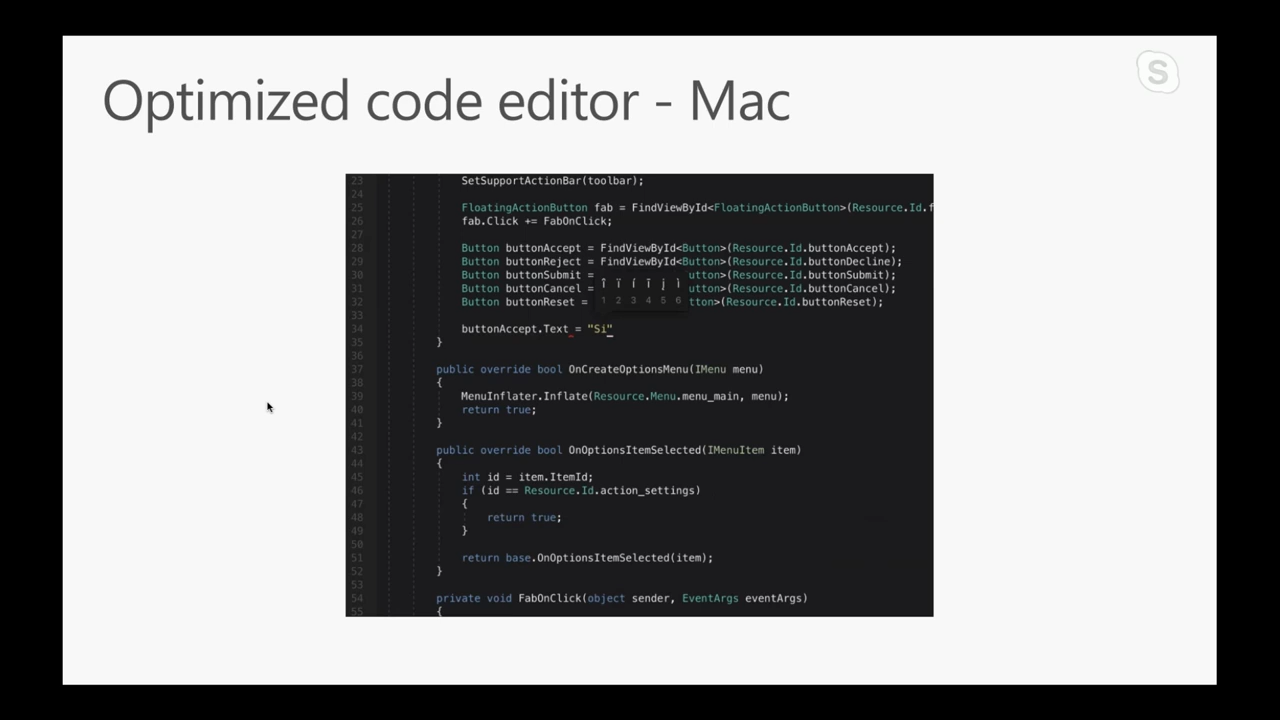 Optimized code editor - Mac
S
23 SetSupportActionBar(toolbar);
24
25 FloatingActionButton fab = FindViewById<FloatingActionButton>(Resource.Id.f
26 fab.Click += FabOnClick;
27
28 Button buttonAccept = FindViewById<Button>(Resource.Id.buttonAccept);
29 Button buttonReject = FindViewById<Button>(Resource.Id.buttonDecline);
30 Button buttonSubmit = utton>(Resource.Id.buttonSubmit);
î ï í ī į ì
31 Button buttonCancel = utton>(Resource.Id.buttonCancel);
1 2 3 4 5 6
32 Button buttonReset = tton>(Resource.Id.buttonReset);
33
34 buttonAccept.Text = "Si"
35 }
36
37 public override bool OnCreateOptionsMenu(IMenu menu)
38 {
39 MenuInflater.Inflate(Resource.Menu.menu_main, menu);
40 return true;
41 }
42
43 public override bool OnOptionsItemSelected(IMenuItem item)
44 {
45 int id = item.ItemId;
46 if (id == Resource.Id.action_settings)
47 {
48 return true;
49 }
50
51 return base.OnOptionsItemSelected(item);
52 }
53
54 private void FabOnClick(object sender, EventArgs eventArgs)
55 {